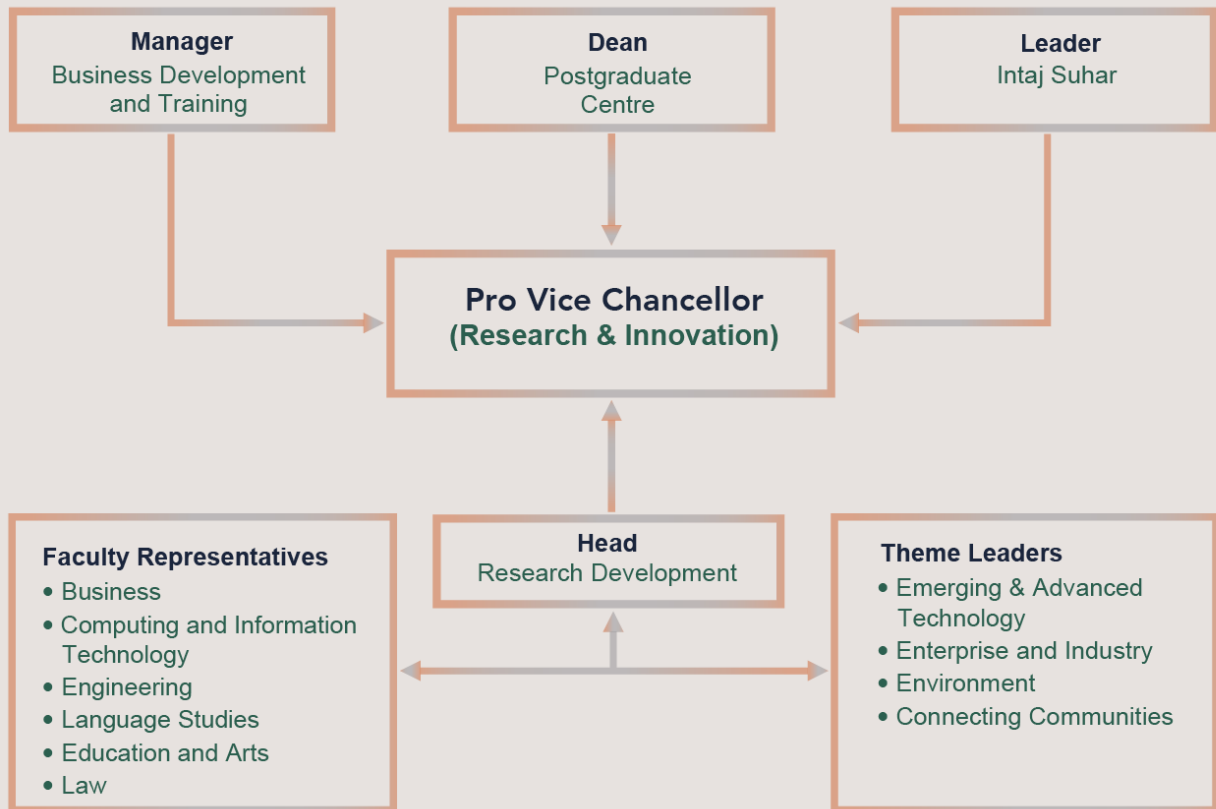 Manager
Business Development
and Training
Dean
Postgraduate
Centre
Leader
Intaj Suhar
Pro Vice Chancellor
(Research & Innovation)
Head
Research Development
Faculty Representatives
• Business
• Computing and Information
Technology
• Engineering
• Language Studies
• Education and Arts
• Law
Theme Leaders
• Emerging & Advanced
Technology
• Enterprise and Industry
• Environment
• Connecting Communities